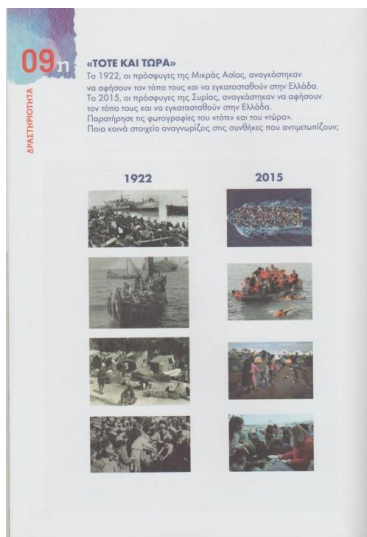 09η
ΔΡΑΣΤΗΡΙΟΤΗΤΑ
«ΤΟΤΕ ΚΑΙ ΤΩΡΑ»
Το 1922, οι πρόσφυγες της Μικράς Ασίας, αναγκάστηκαν
να αφήσουν τον τόπο τους και να εγκατασταθούν στην Ελλάδα.
Το 2015, οι πρόσφυγες της Συρίας, αναγκάστηκαν να αφήσουν
τον τόπο τους και να εγκατασταθούν στην Ελλάδα.
Παρατήρησε τις φωτογραφίες του «τότε» και του «τώρα».
Ποια κοινά στοιχεία αναγνωρίζεις στις συνθήκες που αντιμετωπίζουν;
1922
2015